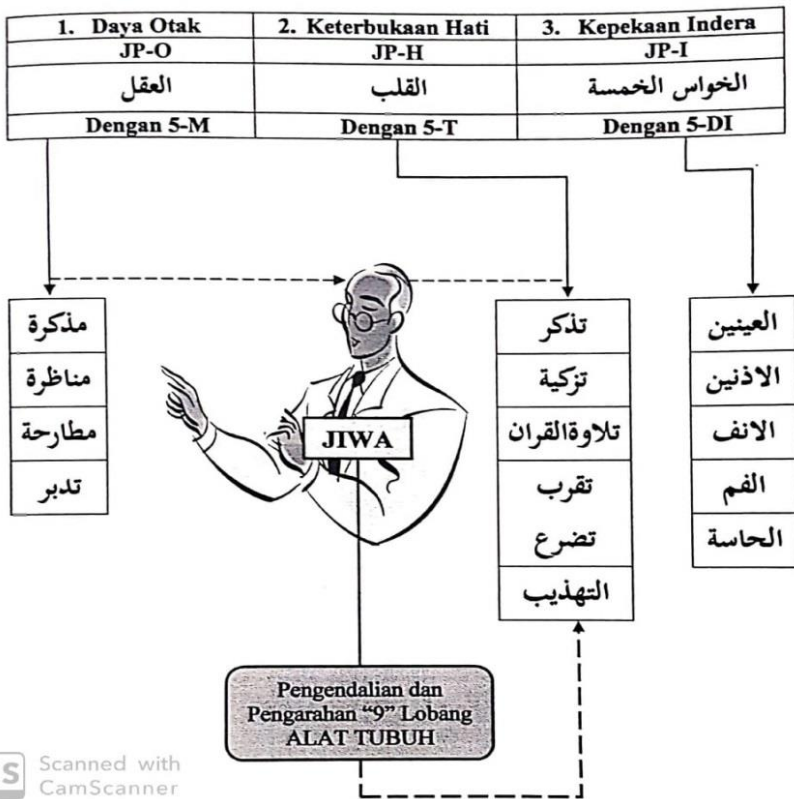 1. Daya Otak
2. Keterbukaan Hati
3. Kepekaan Indera
JP-O
JP-H
JP-I
العقل
القلب
الخواس الخمسة
Dengan 5-M
Dengan 5-T
Dengan 5-DI
مذكرة
مناظرة
مطارحة
تدبر
JIWA
تذكر
تزكية
تلاوةالقران
تقرب
تضرع
التهذيب
العينين
الاذنين
الانف
الفم
الحاسة
Pengendalian dan
Pengarahan “9” Lobang
ALAT TUBUH
S
Scanned with
CamScanner